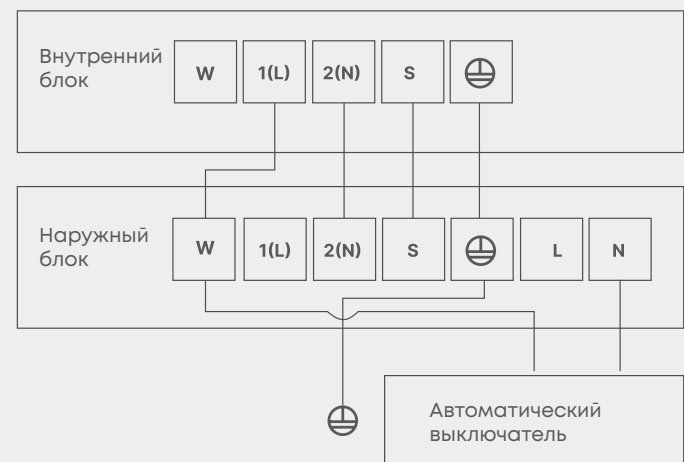 Внутренний
блок
W 1(L) 2(N) S
Наружный
блок
W 1(L) 2(N) S L N
Автоматический
выключатель